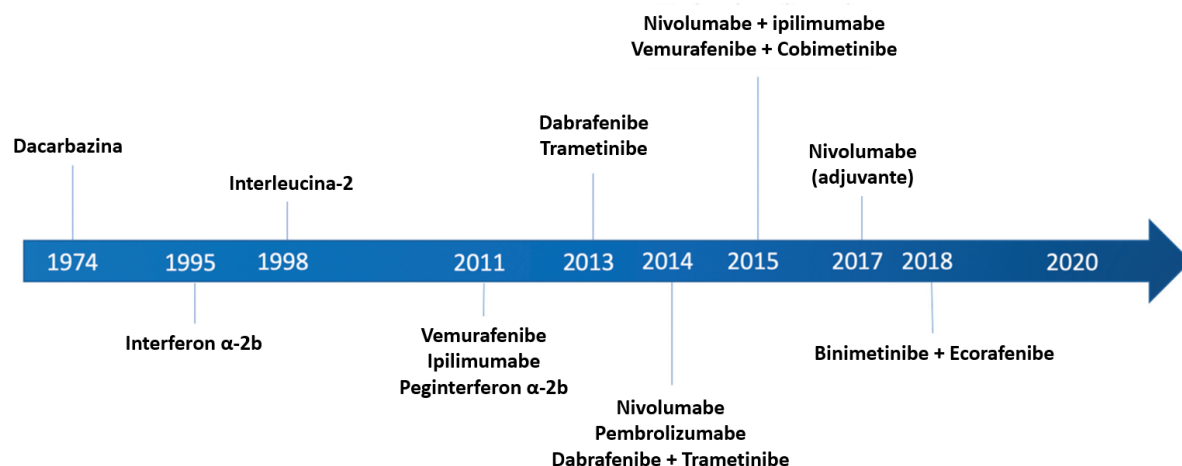 Nivolumabe + ipilimumabe
Vemurafenibe + Cobimetinibe
Dabrafenibe
Trametinibe
Dacarbazina
Nivolumabe
(adjuvante)
Interleucina-2
1974 1995 1998 2011 2013 2014 2015 2017 2018 2020
Interferon α-2b
Vemurafenibe
Ipilimumabe
Peginterferon α-2b
Binimetinibe + Ecorafenibe
Nivolumabe
Pembrolizumabe
Dabrafenibe + Trametinibe